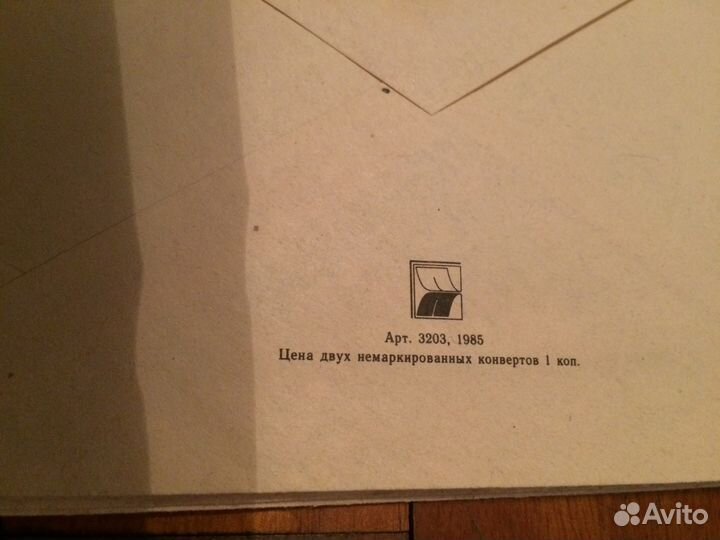 Арт. 3203, 1985
Цена двух немаркированных конвертов 1 коп.
Avito